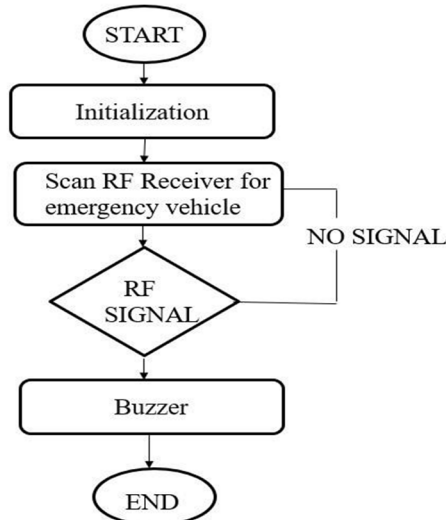 START
Initialization
Scan RF Receiver for
emergency vehicle
NO SIGNAL
RF
SIGNAL
Buzzer
END